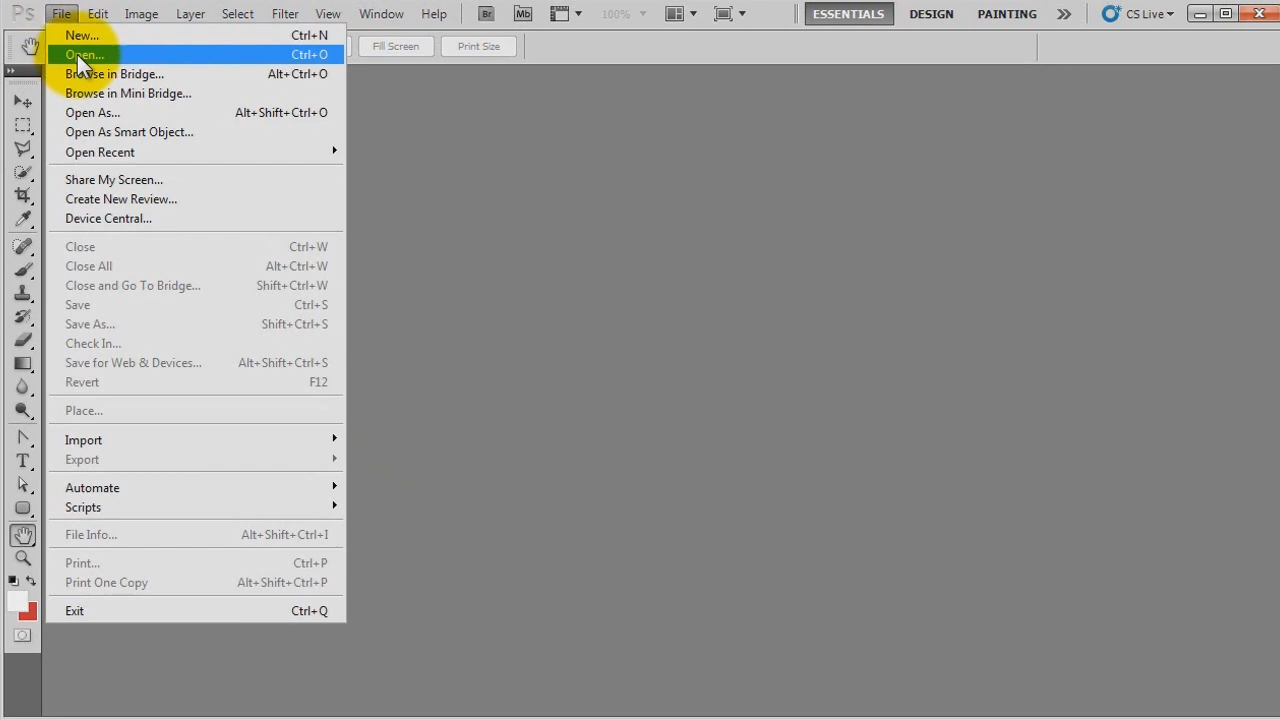 Ps File Edit Image Layer Select Filter View Window Help Br Mb 100% ESSENTIALS DESIGN PAINTING CS Live
Fill Screen Print Size
New... Ctrl+N
Open... Ctrl+O
Browse in Bridge... Alt+Ctrl+O
Browse in Mini Bridge...
Open As... Alt+Shift+Ctrl+O
Open As Smart Object...
Open Recent
Share My Screen...
Create New Review...
Device Central...
Close Ctrl+W
Close All Alt+Ctrl+W
Close and Go To Bridge... Shift+Ctrl+W
Save Ctrl+S
Save As... Shift+Ctrl+S
Check In...
Save for Web & Devices... Alt+Shift+Ctrl+S
Revert F12
Place...
Import
Export
Automate
Scripts
File Info... Alt+Shift+Ctrl+I
Print... Ctrl+P
Print One Copy Alt+Shift+Ctrl+P
Exit Ctrl+Q